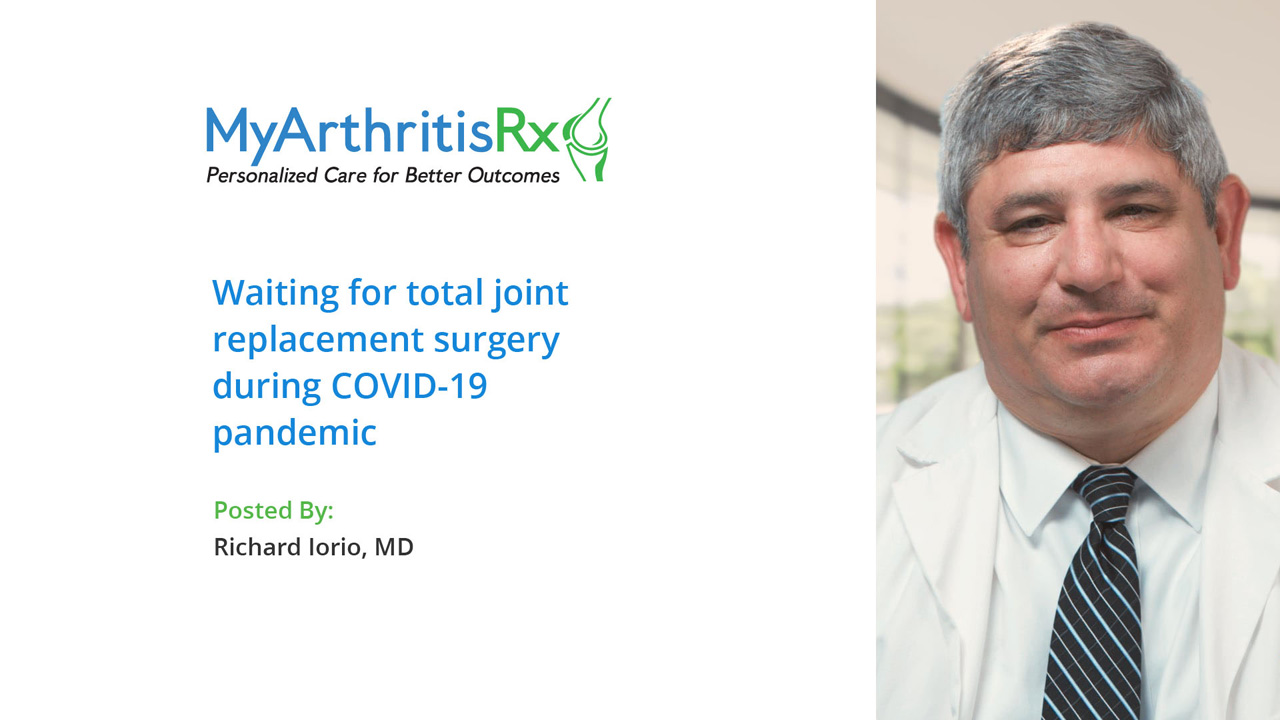 MyArthritisRx
Personalized Care for Better Outcomes
Waiting for total joint
replacement surgery
during COVID-19
pandemic
Posted By:
Richard Iorio, MD